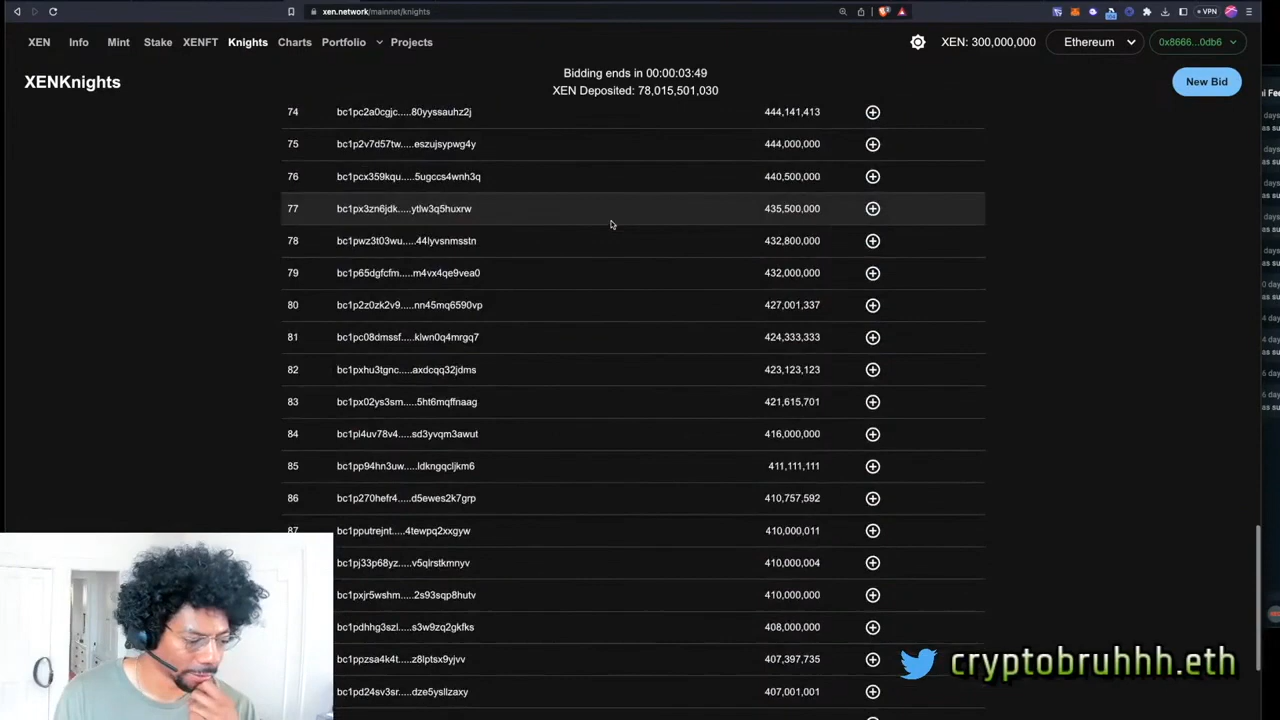 xen.network/mainnet/knights
VPN
XEN Info Mint Stake XENFT Knights Charts Portfolio Projects
XEN: 300,000,000 Ethereum 0x8666...0db6
XENKnights
Bidding ends in 00:00:03:49
XEN Deposited: 78,015,501,030
New Bid
74 bc1pc2a0cgjc.....80yyssauhz2j 444,141,413
75 bc1p2v7d57tw.....eszujsypwg4y 444,000,000
76 bc1pcx359kqu.....5ugccs4wnh3q 440,500,000
77 bc1px3zn6jdk.....ytlw3q5huxrw 435,500,000
78 bc1pwz3t03wu.....44lyvsnmsstn 432,800,000
79 bc1p65dgfcfm.....m4vx4qe9vea0 432,000,000
80 bc1p2z0zk2v9.....nn45mq6590vp 427,001,337
81 bc1pc08dmssf.....klwn0q4mrgq7 424,333,333
82 bc1pxhu3tgnc.....axdcqq32jdms 423,123,123
83 bc1px02ys3sm.....5ht6mqffnaag 421,615,701
84 bc1pl4uv78v4.....sd3yvqm3awut 416,000,000
85 bc1pp94hn3uw.....ldkngqcljkm6 411,111,111
86 bc1p270hefr4.....d5ewes2k7grp 410,757,592
87 bc1pputrejnt.....4tewpq2xxgyw 410,000,011
bc1pj33p68yz.....v5qlrstkmnyv 410,000,004
bc1pxjr5wshm.....2s93sqp8hutv 410,000,000
bc1pdhhg3szl.....s3w9zq2gkfks 408,000,000
bc1ppzsa4k4t.....z8lptsx9yjvv 407,397,735
bc1pd24sv3sr.....dze5ysllzaxy 407,001,001
cryptobruhhh.eth